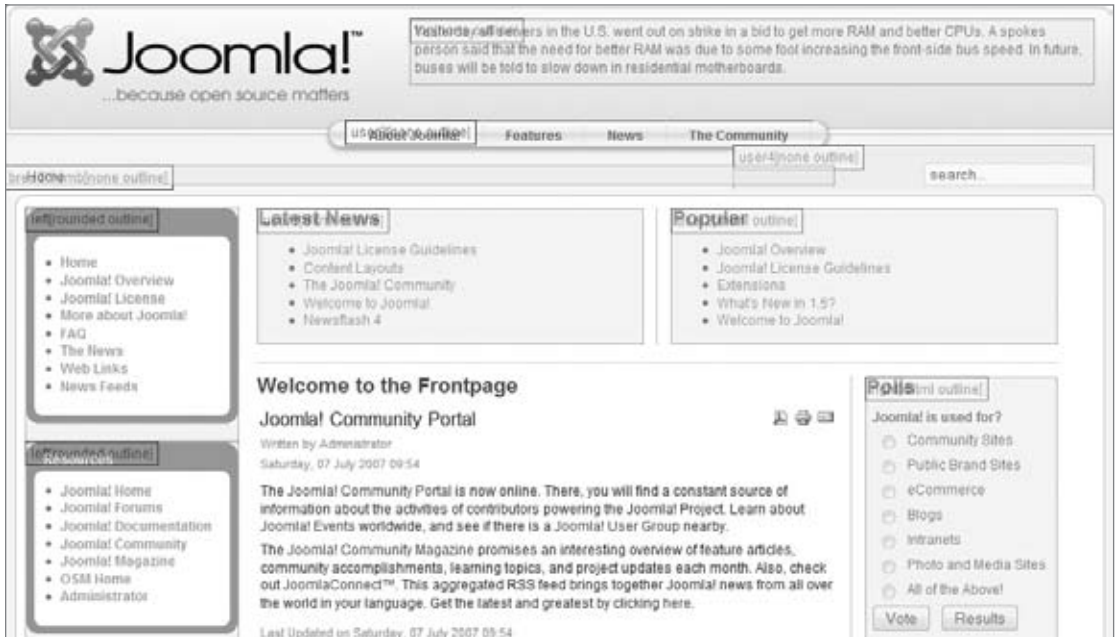 Joomla!™
...because open source matters
Yesterday all servers in the U.S. went out on strike in a bid to get more RAM and better CPUs. A spokes
person said that the need for better RAM was due to some fool increasing the front-side bus speed. In future,
buses will be told to slow down in residential motherboards.
About Joomla! Features News The Community
user4[none outline]
Home
search...
left[rounded outline]
Home
Joomla! Overview
Joomla! License
More about Joomla!
FAQ
The News
Web Links
News Feeds
left[rounded outline]
Resources
Joomla! Home
Joomla! Forums
Joomla! Documentation
Joomla! Community
Joomla! Magazine
OSM Home
Administrator
Latest News
Joomla! License Guidelines
Content Layouts
The Joomla! Community
Welcome to Joomla!
Newsflash 4
Popular
outline]
Joomla! Overview
Joomla! License Guidelines
Extensions
What's New in 1.5?
Welcome to Joomla!
Welcome to the Frontpage
Joomla! Community Portal
Written by Administrator
Saturday, 07 July 2007 09:54
The Joomla! Community Portal is now online. There, you will find a constant source of
information about the activities of contributors powering the Joomla! Project. Learn about
Joomla! Events worldwide, and see if there is a Joomla! User Group nearby.
The Joomla! Community Magazine promises an interesting overview of feature articles,
community accomplishments, learning topics, and project updates each month. Also, check
out JoomlaConnect™. This aggregated RSS feed brings together Joomla! news from all over
the world in your language. Get the latest and greatest by clicking here.
Last Updated on Saturday, 07 July 2007 09:54
Polls
outline]
Joomla! is used for?
Community Sites
Public Brand Sites
eCommerce
Blogs
Intranets
Photo and Media Sites
All of the Above!
Vote Results